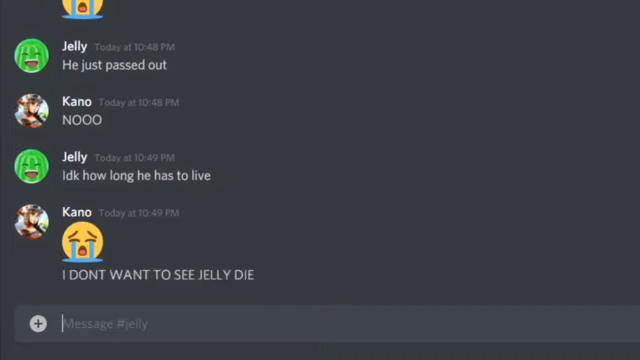 Jelly Today at 10:48 PM
He just passed out
Kano Today at 10:48 PM
NOOO
Jelly Today at 10:49 PM
Idk how long he has to live
Kano Today at 10:49 PM
I DONT WANT TO SEE JELLY DIE
Message #jelly